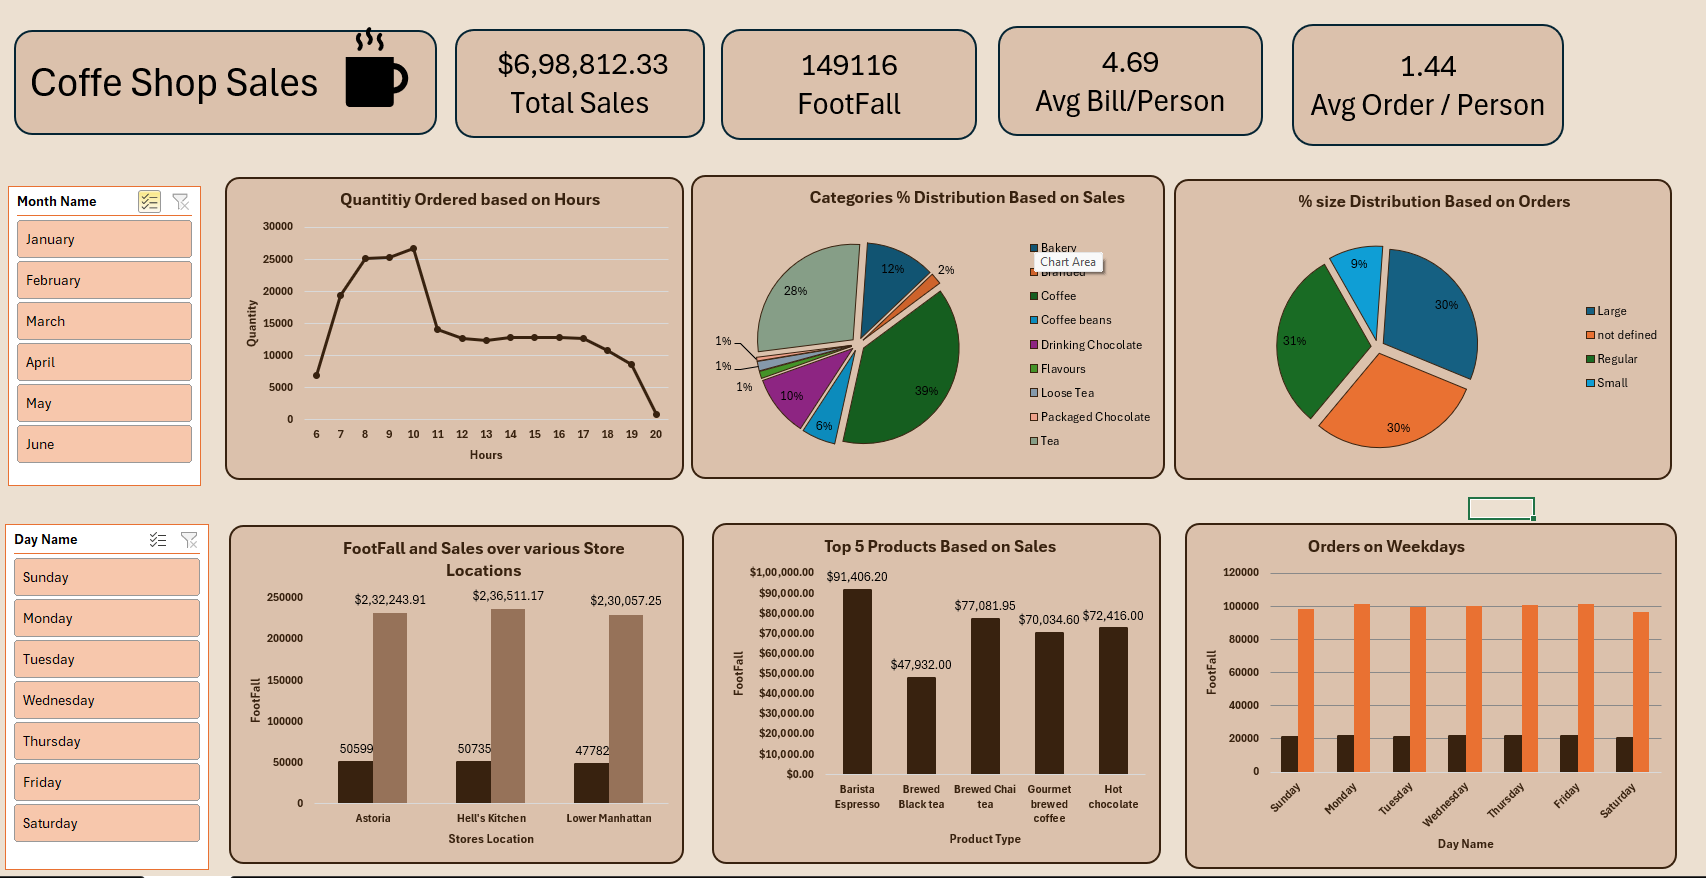 Coffe Shop Sales
$6,98,812.33
Total Sales
149116
FootFall
4.69
Avg Bill/Person
1.44
Avg Order / Person
Month Name
January
February
March
April
May
June
Quantitiy Ordered based on Hours
30000
25000
20000
15000
10000
5000
0
Quantity
6 7 8 9 10 11 12 13 14 15 16 17 18 19 20
Hours
Categories % Distribution Based on Sales
12%
2%
39%
6%
10%
1%
1%
1%
28%
Bakery
Chart Area
Branded
Coffee
Coffee beans
Drinking Chocolate
Flavours
Loose Tea
Packaged Chocolate
Tea
% size Distribution Based on Orders
9%
30%
31%
30%
Large
not defined
Regular
Small
Day Name
Sunday
Monday
Tuesday
Wednesday
Thursday
Friday
Saturday
FootFall and Sales over various Store
Locations
250000
200000
150000
100000
50000
0
FootFall
$2,32,243.91
$2,36,511.17
$2,30,057.25
50599
50735
47782
Astoria
Hell's Kitchen
Lower Manhattan
Stores Location
Top 5 Products Based on Sales
$1,00,000.00
$90,000.00
$80,000.00
$70,000.00
$60,000.00
$50,000.00
$40,000.00
$30,000.00
$20,000.00
$10,000.00
$0.00
FootFall
$91,406.20
$47,932.00
$77,081.95
$70,034.60
$72,416.00
Barista
Espresso
Brewed
Black tea
Brewed Chai
tea
Gourmet
brewed
coffee
Hot
chocolate
Product Type
Orders on Weekdays
120000
100000
80000
60000
40000
20000
0
FootFall
Sunday
Monday
Tuesday
Wednesday
Thursday
Friday
Saturday
Day Name